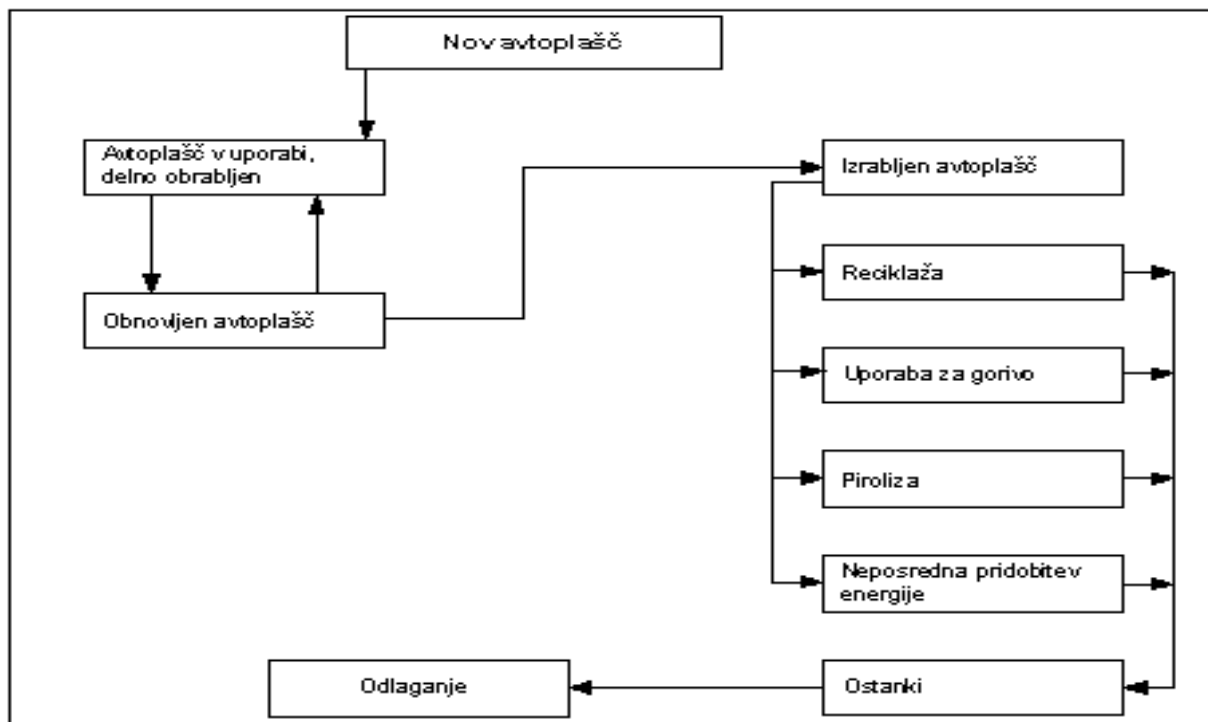 Nov avtoplašč
Avtoplašč v uporabi,
delno obrabljen
Izrabljen avtoplašč
Reciklaža
Obnovljen avtoplašč
Uporaba za gorivo
Piroliza
Neposredna pridobitev
energije
Odlaganje
Ostanki